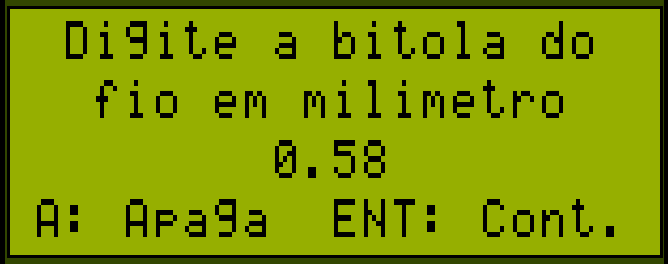 Digite a bitola do
fio em milimetro
0.58
A: Apaga ENT: Cont.